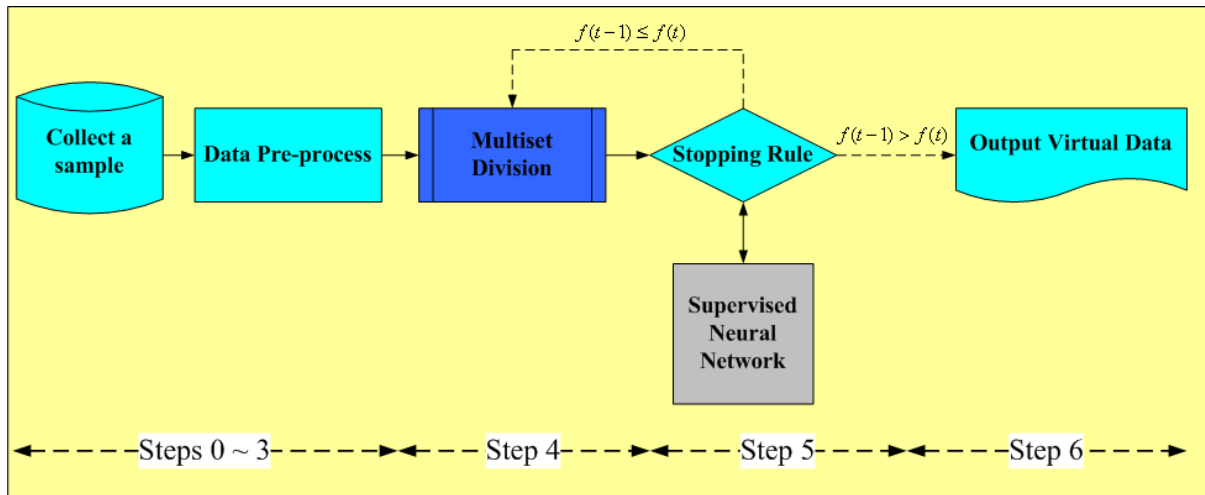 f(t−1) ≤ f(t)
Collect a
sample
Data Pre-process
Multiset
Division
Stopping Rule
f(t−1) > f(t)
Output Virtual Data
Supervised
Neural
Network
Steps 0 ~ 3
Step 4
Step 5
Step 6